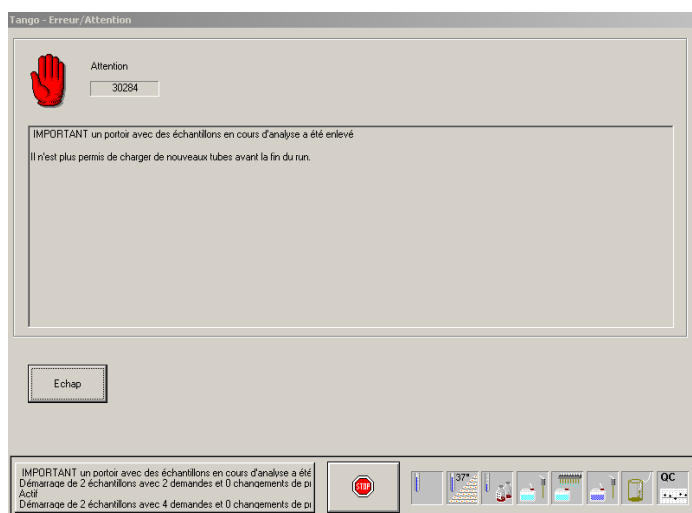 Tango - Erreur/Attention
Attention
30284
IMPORTANT un portoir avec des échantillons en cours d'analyse a été enlevé
Il n'est plus permis de charger de nouveaux tubes avant la fin du run.
Echap
IMPORTANT un portoir avec des échantillons en cours d'analyse a été
Démarrage de 2 échantillons avec 2 demandes et 0 changements de pi
Actif
Démarrage de 2 échantillons avec 4 demandes et 0 changements de pi
STOP
37°
QC